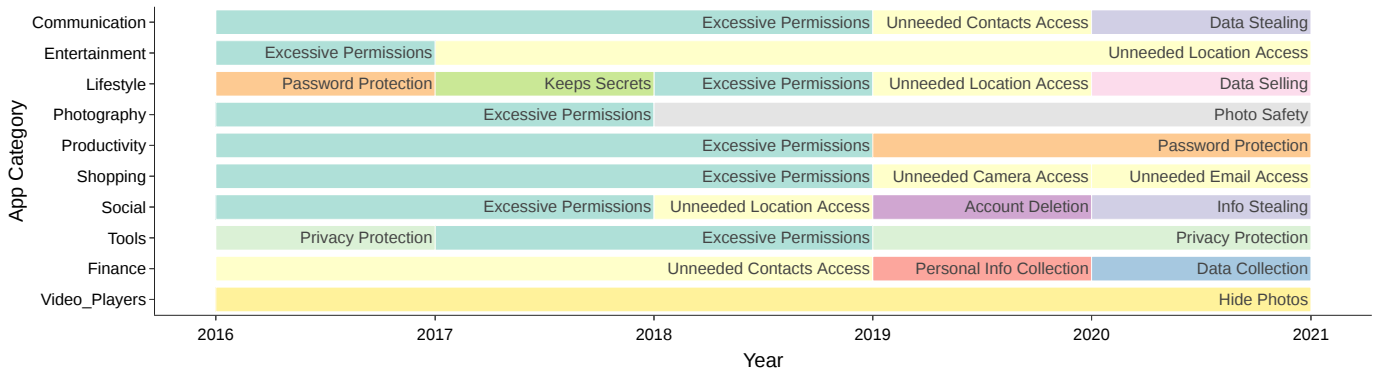 App Category
Communication Excessive Permissions Unneeded Contacts Access Data Stealing
Entertainment Excessive Permissions Unneeded Location Access
Lifestyle Password Protection Keeps Secrets Excessive Permissions Unneeded Location Access Data Selling
Photography Excessive Permissions Photo Safety
Productivity Excessive Permissions Password Protection
Shopping Excessive Permissions Unneeded Camera Access Unneeded Email Access
Social Excessive Permissions Unneeded Location Access Account Deletion Info Stealing
Tools Privacy Protection Excessive Permissions Privacy Protection
Finance Unneeded Contacts Access Personal Info Collection Data Collection
Video_Players Hide Photos
2016 2017 2018 2019 2020 2021
Year